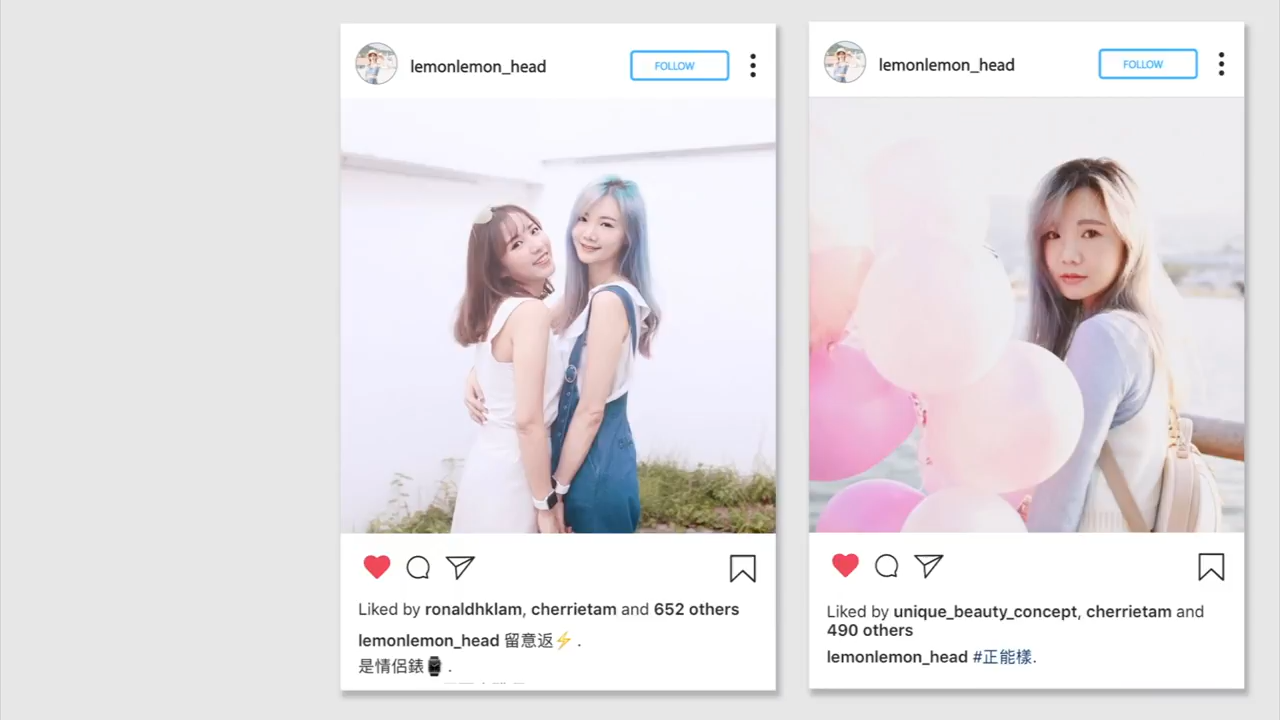 lemonlemon_head
FOLLOW
Liked by ronaldhklam, cherrietam and 652 others
lemonlemon_head 留意返⚡ .
是情侶錶⌚ .
lemonlemon_head
FOLLOW
Liked by unique_beauty_concept, cherrietam and
490 others
lemonlemon_head #正能樣.